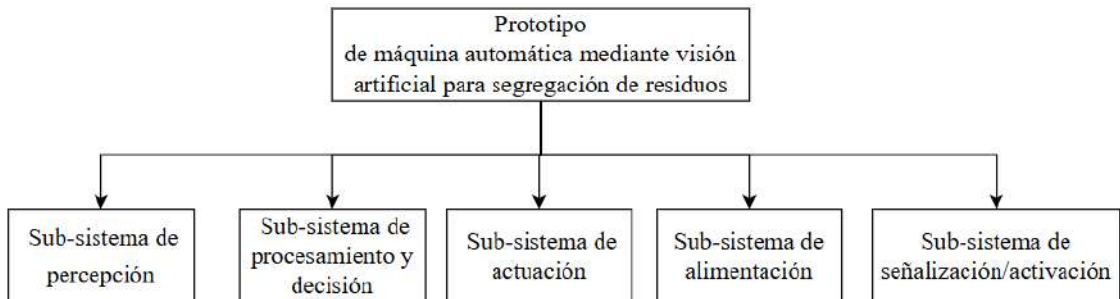 Prototipo
de máquina automática mediante visión
artificial para segregación de residuos
Sub-sistema de
percepción
Sub-sistema de
procesamiento y
decisión
Sub-sistema de
actuación
Sub-sistema de
alimentación
Sub-sistema de
señalización/activación